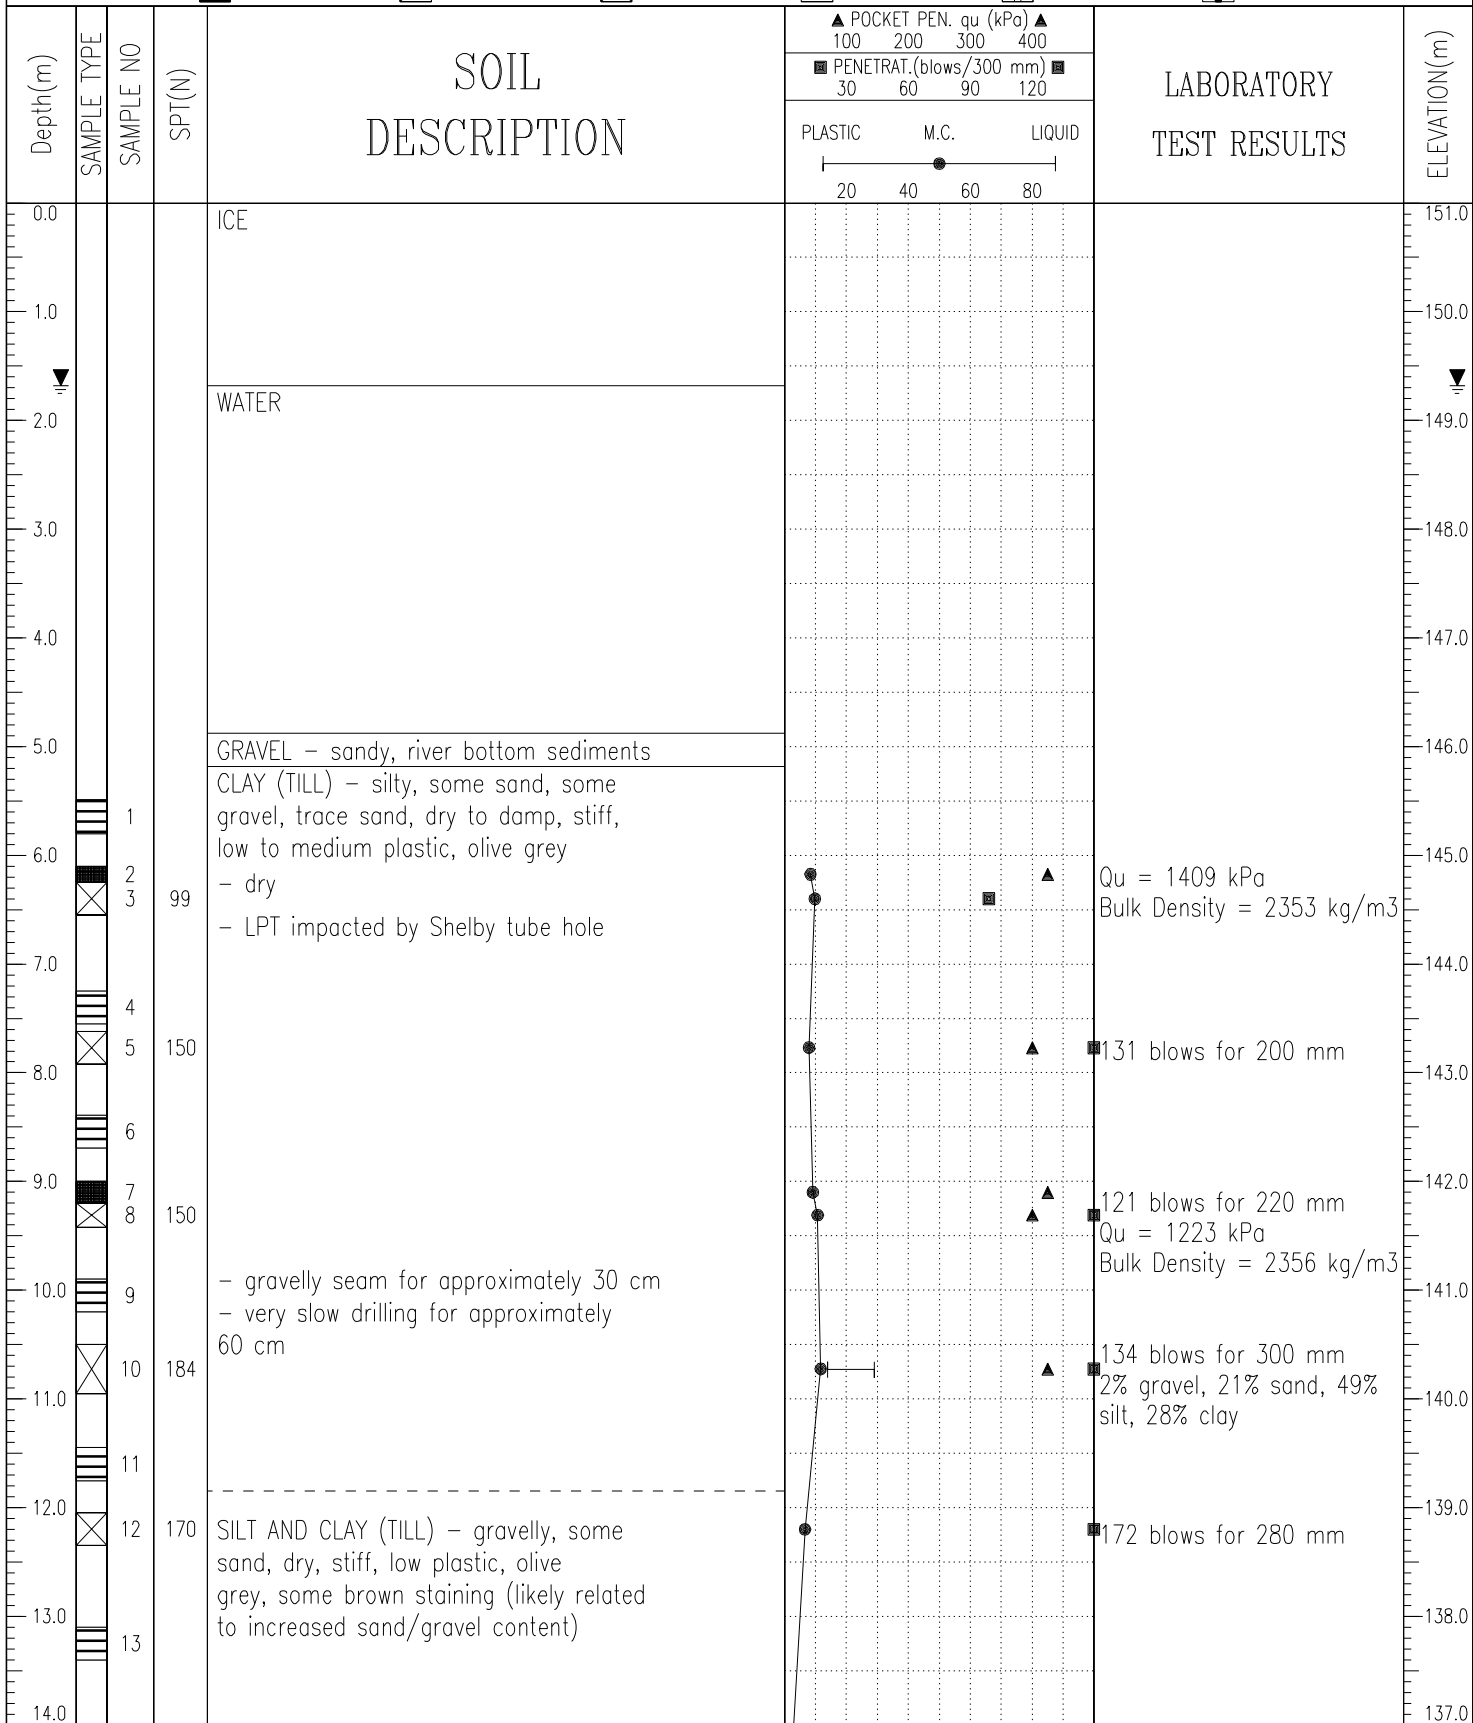 Depth(m)
SAMPLE TYPE
SAMPLE NO
SPT(N)
SOIL
DESCRIPTION
▲ POCKET PEN. qu (kPa) ▲
100 200 300 400
■ PENETRAT.(blows/300 mm) ■
30 60 90 120
PLASTIC M.C. LIQUID
20 40 60 80
LABORATORY
TEST RESULTS
ELEVATION(m)
0.0 ICE 151.0
1.0 150.0
WATER
2.0 149.0
3.0 148.0
4.0 147.0
5.0 GRAVEL – sandy, river bottom sediments 146.0
CLAY (TILL) – silty, some sand, some
1 gravel, trace sand, dry to damp, stiff,
6.0 low to medium plastic, olive grey 145.0
2 – dry Qu = 1409 kPa
3 99 Bulk Density = 2353 kg/m3
– LPT impacted by Shelby tube hole
7.0 144.0
4
5 150 131 blows for 200 mm
8.0 143.0
6
9.0 142.0
7 121 blows for 220 mm
8 150 Qu = 1223 kPa
Bulk Density = 2356 kg/m3
– gravelly seam for approximately 30 cm
10.0 9 141.0
– very slow drilling for approximately
60 cm
134 blows for 300 mm
10 184 2% gravel, 21% sand, 49%
11.0 140.0
silt, 28% clay
11
12.0 139.0
12 170 SILT AND CLAY (TILL) – gravelly, some 172 blows for 280 mm
sand, dry, stiff, low plastic, olive
grey, some brown staining (likely related
13.0 138.0
to increased sand/gravel content)
13
14.0 137.0